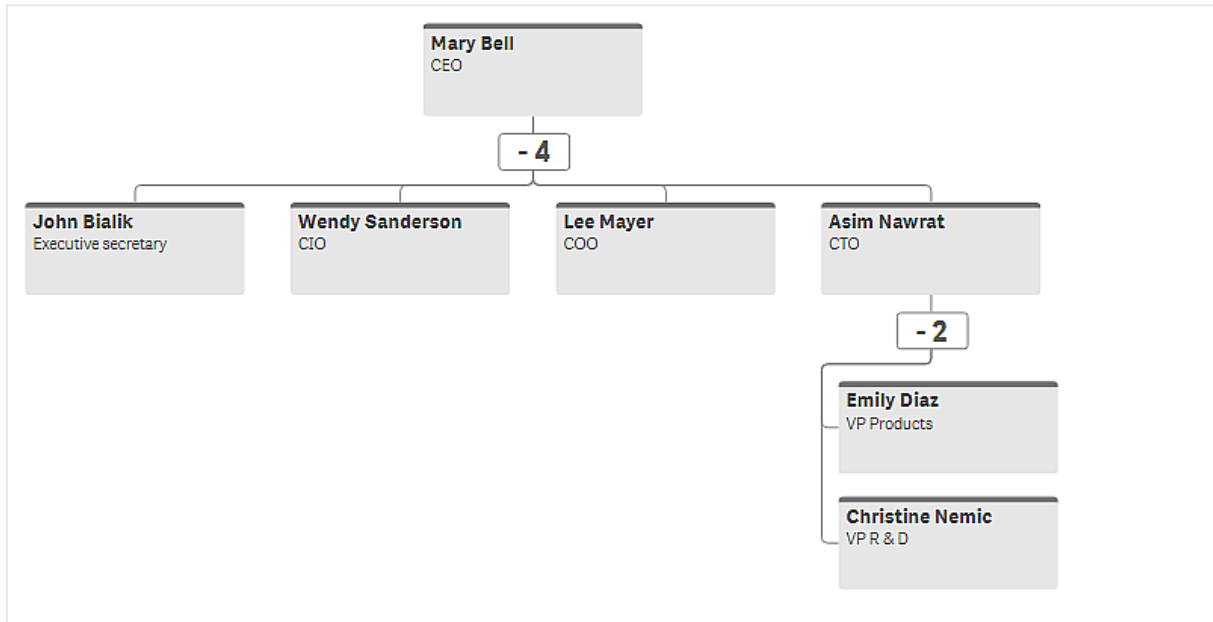 Mary Bell
CEO
- 4
John Bialik
Executive secretary
Wendy Sanderson
CIO
Lee Mayer
COO
Asim Nawrat
CTO
- 2
Emily Diaz
VP Products
Christine Nemic
VP R & D